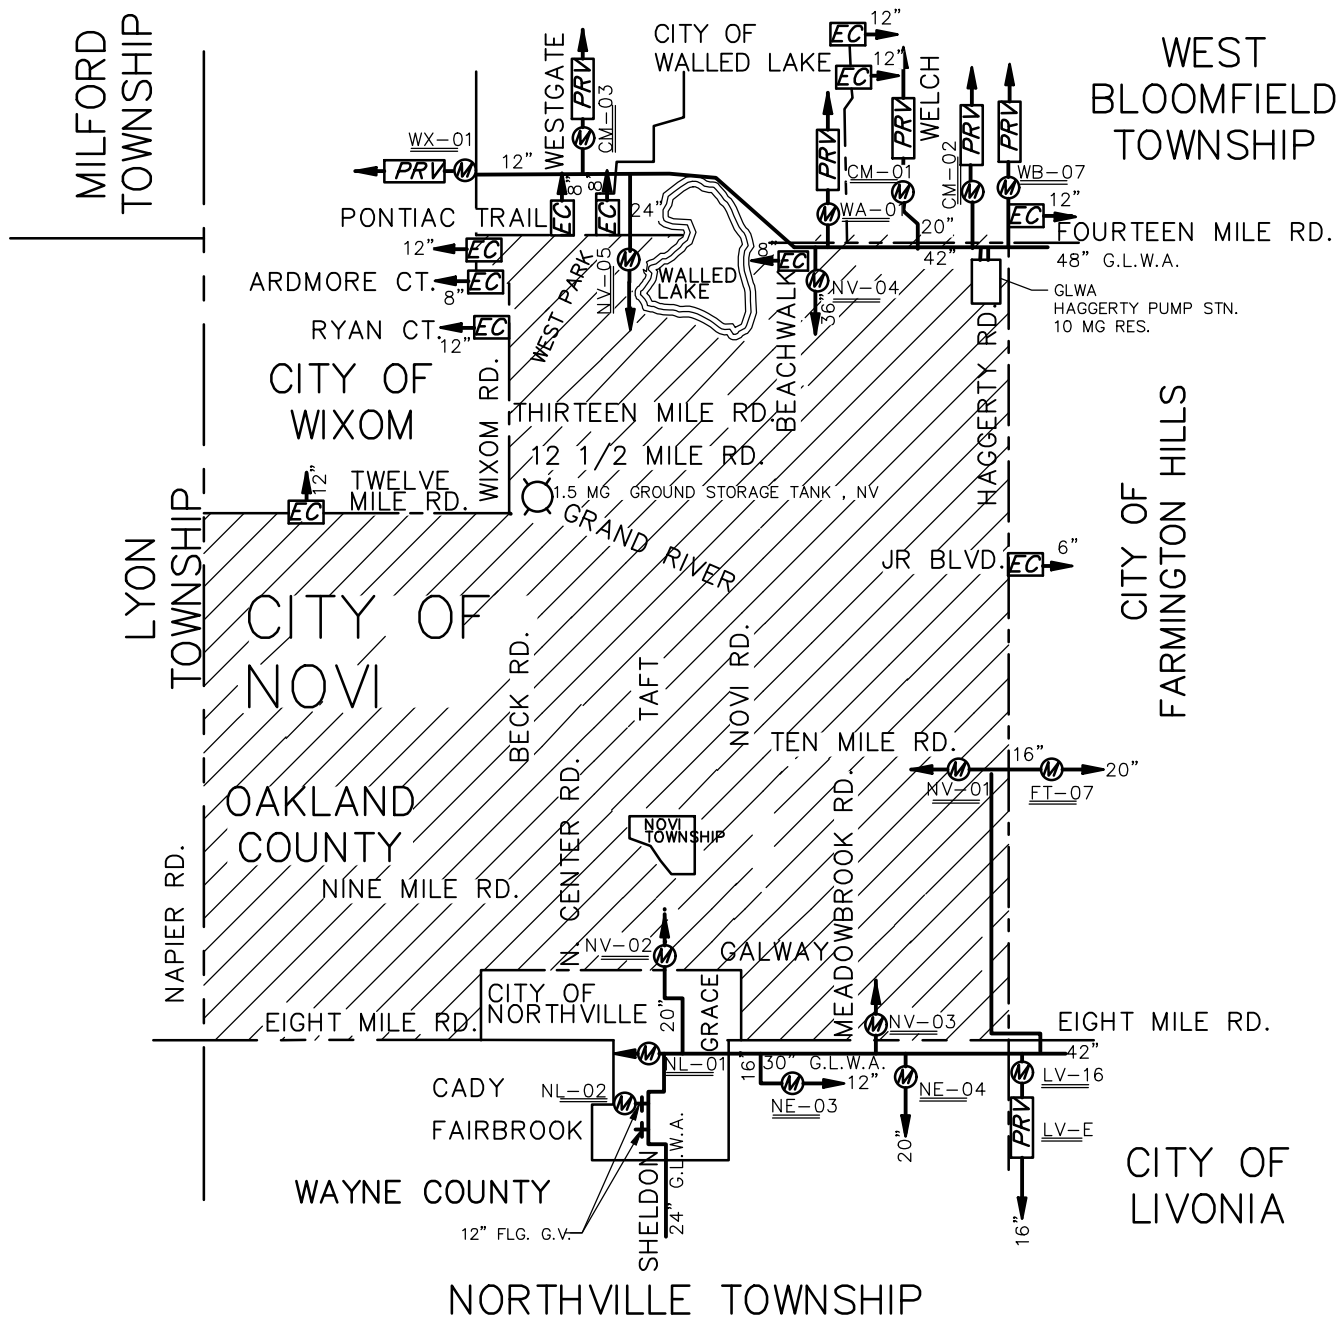 MILFORD
TOWNSHIP
WESTGATE
PRV
CM-03
CITY OF
WALLED LAKE
EC
12"
EC
12"
WELCH
PRV
PRV
PRV
PRV
WEST
BLOOMFIELD
TOWNSHIP
WX-01
PRV
M
12"
M
8"
8"
CM-01
M
CM-02
M
WB-07
M
PONTIAC TRAIL
EC
EC
24"
WA-01
M
20"
12"
EC
FOURTEEN MILE RD.
12"
EC
ARDMORE CT.
8"
EC
RYAN CT.
12"
EC
WEST PARK
NV-05
M
WALLED
LAKE
8"
EC
BEACHWALK
M
NV-04
36"
42"
48" G.L.W.A.
GLWA
HAGGERTY PUMP STN.
10 MG RES.
HAGGERTY RD.
CITY OF
WIXOM
WIXOM RD.
THIRTEEN MILE RD.
12 1/2 MILE RD.
1.5 MG GROUND STORAGE TANK , NV
GRAND RIVER
12"
EC
TWELVE
MILE RD.
LYON
TOWNSHIP
CITY OF
FARMINGTON HILLS
JR BLVD.
EC
6"
CITY OF
NOVI
BECK RD.
TAFT
NOVI RD.
TEN MILE RD.
16"
M
M
20"
NV-01
FT-07
OAKLAND
COUNTY
N. CENTER RD.
NOVI
TOWNSHIP
MEADOWBROOK RD.
NAPIER RD.
NINE MILE RD.
NV-02
M
GALWAY
CITY OF
NORTHVILLE
20"
GRACE
EIGHT MILE RD.
M
NV-03
EIGHT MILE RD.
M
NL-01
16"
30"
G.L.W.A.
42"
CADY
NL-02
M
M
12"
NE-03
M
NE-04
M
LV-16
FAIRBROOK
20"
PRV
LV-E
WAYNE COUNTY
SHELDON
24" G.L.W.A.
12" FLG. G.V.
16"
CITY OF
LIVONIA
NORTHVILLE TOWNSHIP